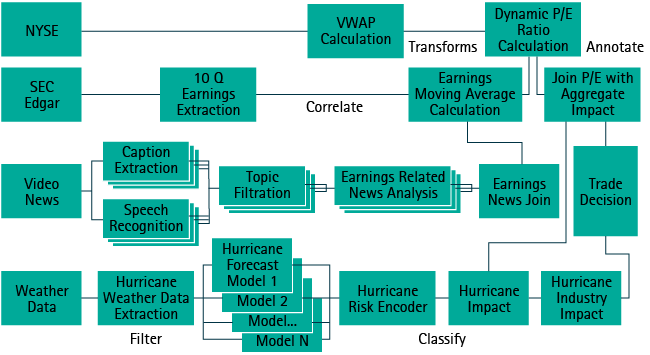 NYSE
VWAP
Calculation
Transforms
Dynamic P/E
Ratio
Calculation
Annotate
SEC
Edgar
10 Q
Earnings
Extraction
Correlate
Earnings
Moving Average
Calculation
Join P/E with
Aggregate
Impact
Video
News
Caption
Extraction
Speech
Recognition
Topic
Filtration
Earnings Related
News Analysis
Earnings
News Join
Trade
Decision
Weather
Data
Hurricane
Weather Data
Extraction
Filter
Hurricane
Forecast
Model 1
Model 2
Model...
Model N
Hurricane
Risk Encoder
Classify
Hurricane
Impact
Hurricane
Industry
Impact